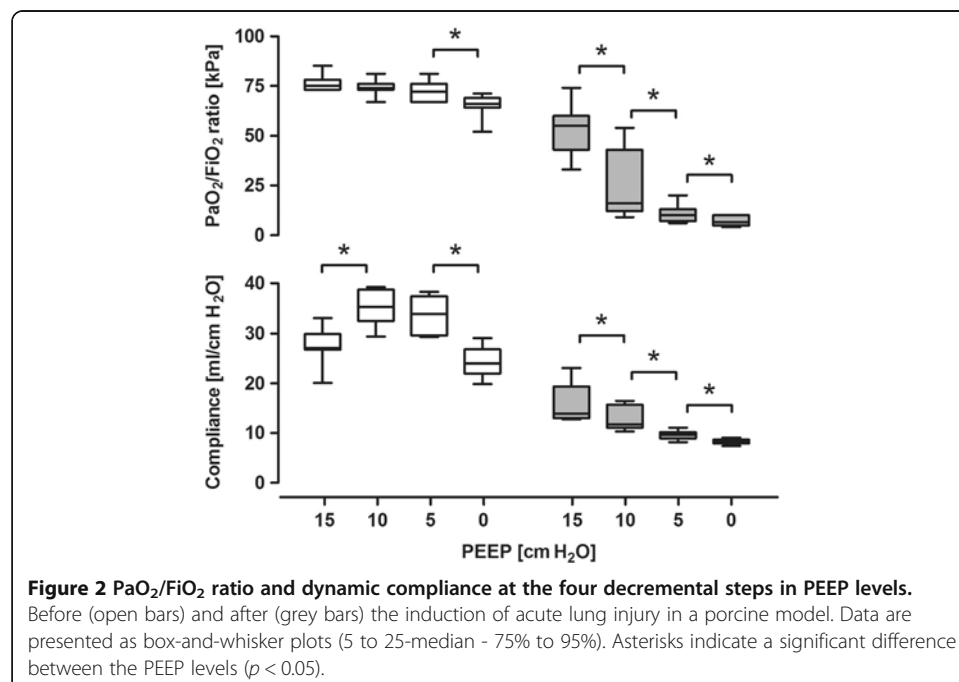 100
75
50
25
0
PaO₂/FiO₂ ratio [kPa]
* * * *
40
30
20
10
0
Compliance [ml/cm H₂O]
* * * * *
15 10 5 0 15 10 5 0
PEEP [cm H₂O]
Figure 2 PaO₂/FiO₂ ratio and dynamic compliance at the four decremental steps in PEEP levels.
Before (open bars) and after (grey bars) the induction of acute lung injury in a porcine model. Data are
presented as box-and-whisker plots (5 to 25-median - 75% to 95%). Asterisks indicate a significant difference
between the PEEP levels (p < 0.05).